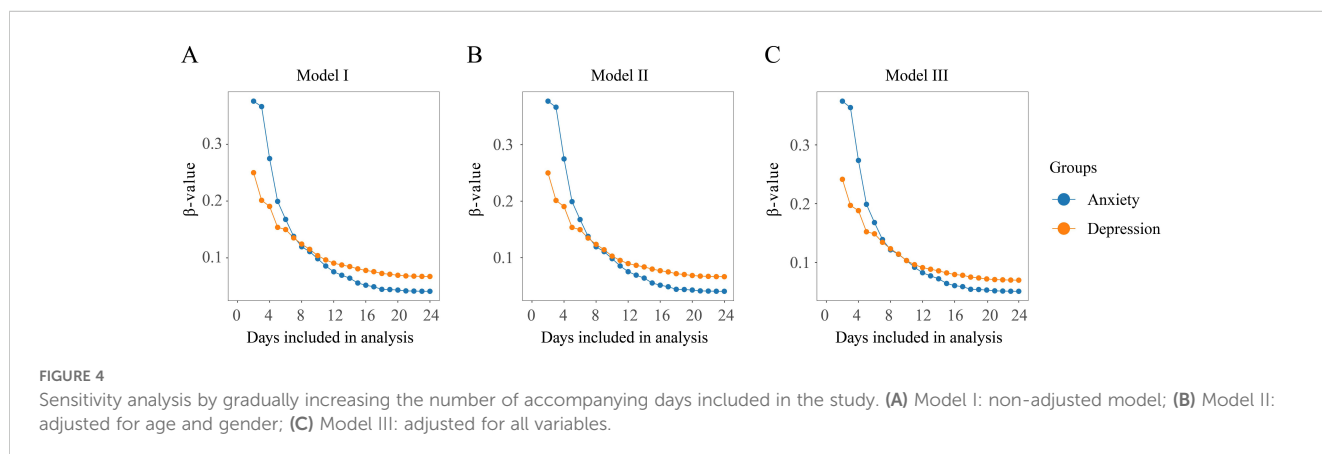 A
B
C
Model I
Model II
Model III
0.3
0.2
0.1
β-value
0 4 8 12 16 20 24
Days included in analysis
0.3
0.2
0.1
β-value
0 4 8 12 16 20 24
Days included in analysis
0.3
0.2
0.1
β-value
0 4 8 12 16 20 24
Days included in analysis
Groups
Anxiety
Depression
FIGURE 4
Sensitivity analysis by gradually increasing the number of accompanying days included in the study. (A) Model I: non-adjusted model; (B) Model II:
adjusted for age and gender; (C) Model III: adjusted for all variables.